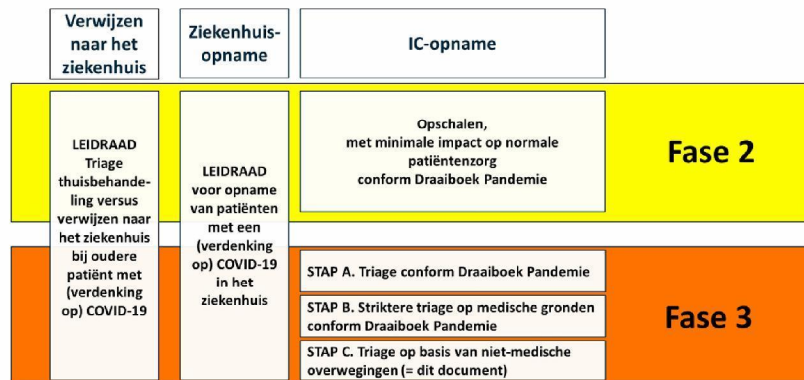 Verwijzen
naar het
ziekenhuis
Ziekenhuis-
opname
IC-opname
LEIDRAAD
Triage
thuisbehande-
ling versus
verwijzen naar
het ziekenhuis
bij oudere
patiënt met
(verdenking
op) COVID-19
LEIDRAAD
voor opname
van patiënten
met een
(verdenking
op) COVID-19
in het
ziekenhuis
Opschalen,
met minimale impact op normale
patiëntenzorg
conform Draaiboek Pandemie
Fase 2
STAP A. Triage conform Draaiboek Pandemie
STAP B. Striktere triage op medische gronden
conform Draaiboek Pandemie
STAP C. Triage op basis van niet-medische
overwegingen (= dit document)
Fase 3